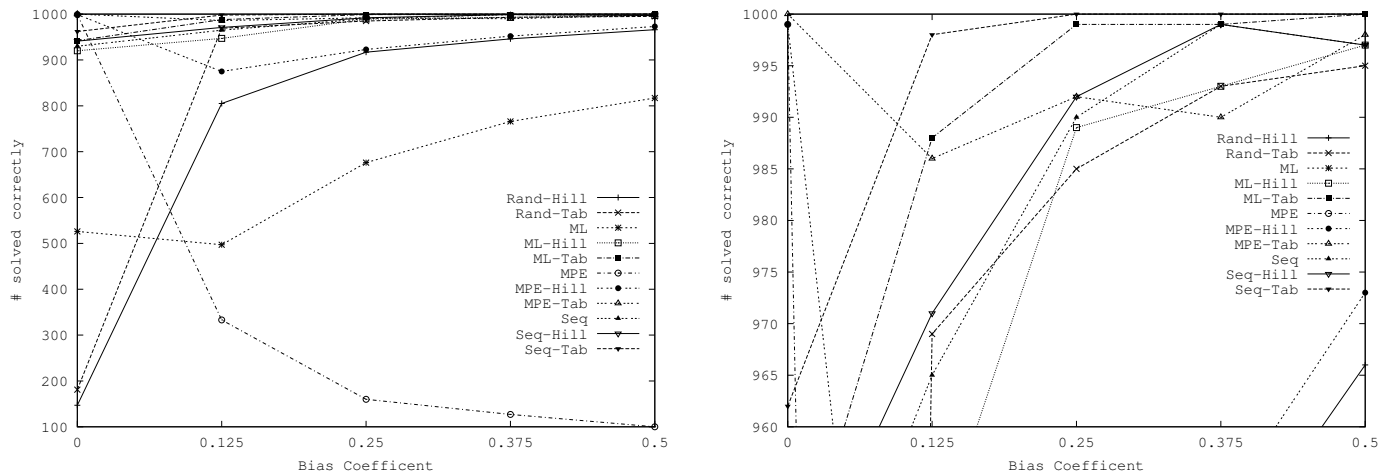 1000
900
800
700
600
500
400
300
200
100
# solved correctly
Rand-Hill
Rand-Tab
ML
ML-Hill
ML-Tab
MPE
MPE-Hill
MPE-Tab
Seq
Seq-Hill
Seq-Tab
0 0.125 0.25 0.375 0.5
Bias Coefficent
1000
995
990
985
980
975
970
965
960
# solved correctly
Rand-Hill
Rand-Tab
ML
ML-Hill
ML-Tab
MPE
MPE-Hill
MPE-Tab
Seq
Seq-Hill
Seq-Tab
0 0.125 0.25 0.375 0.5
Bias Coefficent